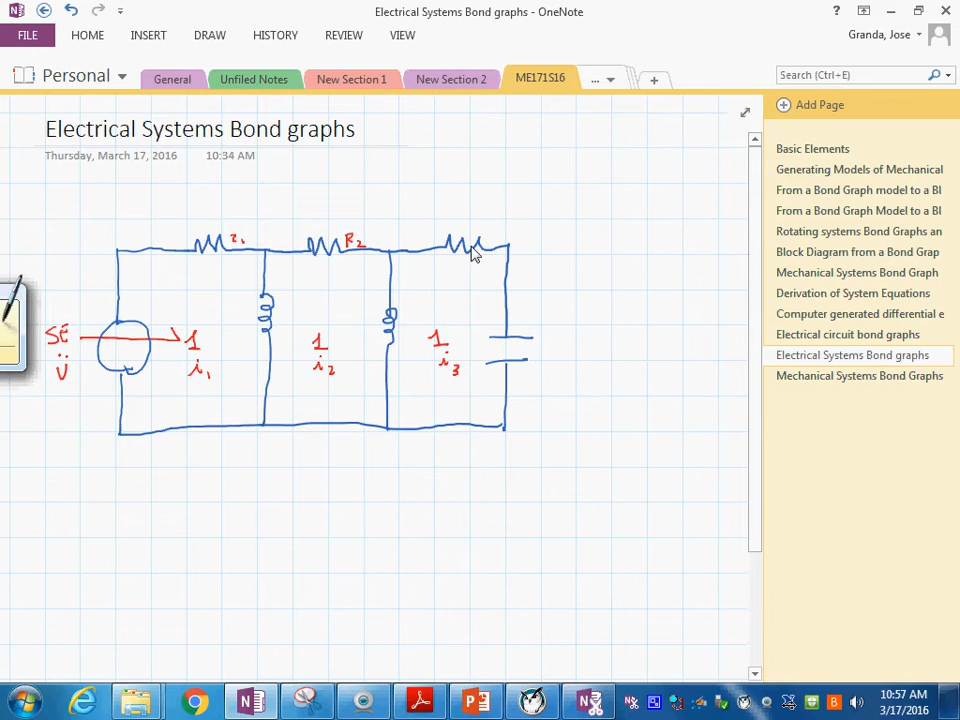 Electrical Systems Bond graphs - OneNote
?
FILE HOME INSERT DRAW HISTORY REVIEW VIEW
Granda, Jose
Personal
General
Unfiled Notes
New Section 1
New Section 2
ME171S16
...
Search (Ctrl+E)
Electrical Systems Bond graphs
Thursday, March 17, 2016 10:34 AM
Add Page
Basic Elements
Generating Models of Mechanical
From a Bond Graph model to a Bl
From a Bond Graph model to a Bl
Rotating systems Bond Graphs an
Block Diagram from a Bond Grap
Mechanical Systems Bond Graph
Derivation of System Equations
Computer generated differential e
Electrical circuit bond graphs
Electrical Systems Bond graphs
Mechanical Systems Bond Graphs
R2
SE
1
1
1
i1
i2
i3
10:57 AM
3/17/2016